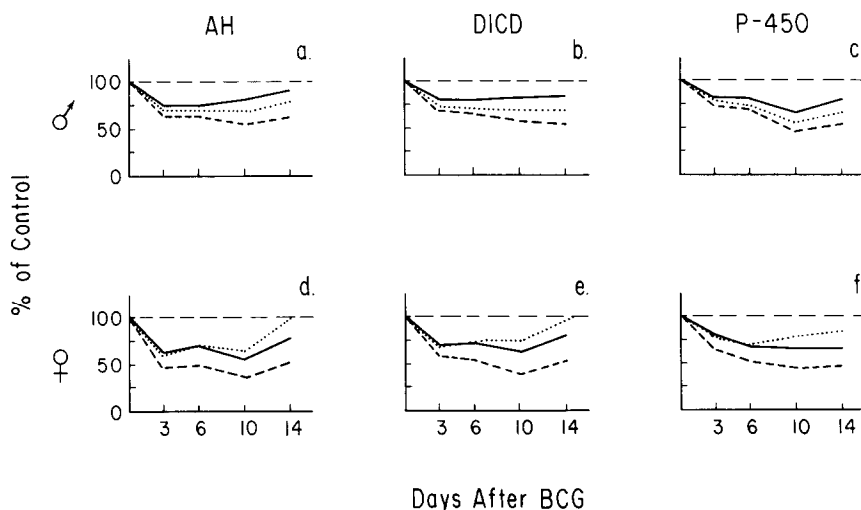 AH DICD P-450
a. b. c.
100
50
0
♂
% of Control
d. e. f.
100
50
0
♀
3 6 10 14 3 6 10 14 3 6 10 14
Days After BCG